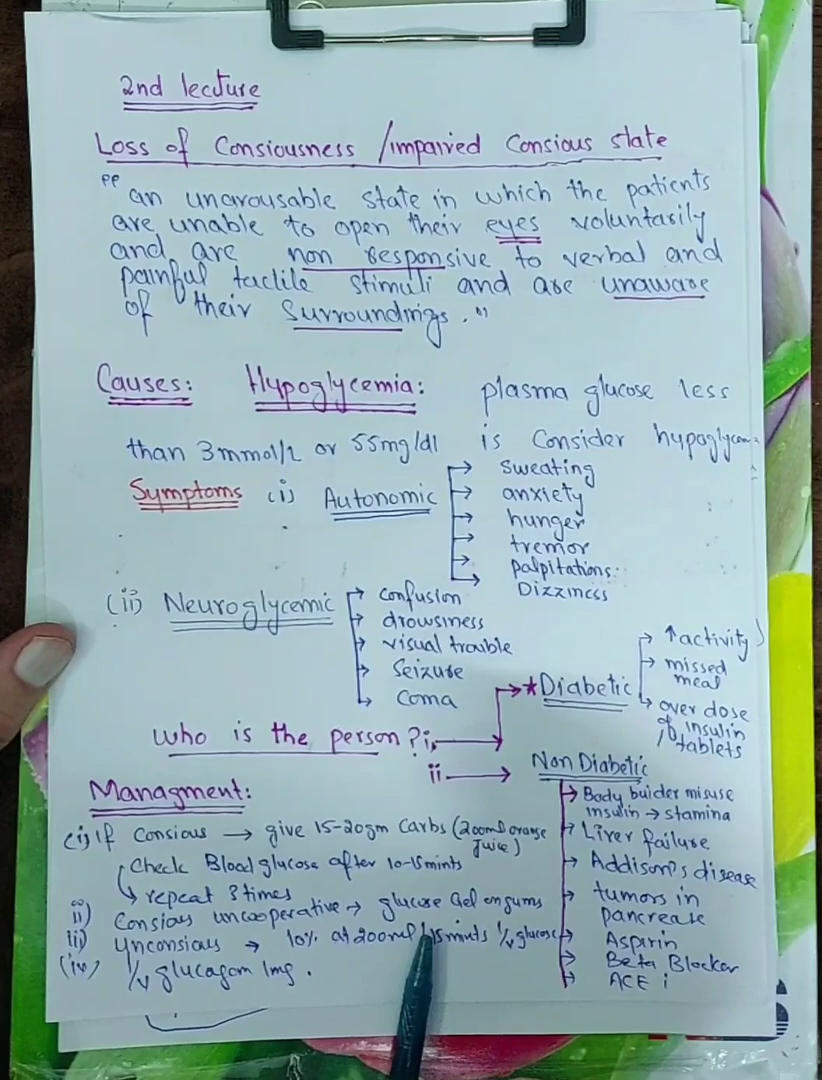 2nd lecture
Loss of Consiousness / impaired Consious state
"an unarousable state in which the patients
are unable to open their eyes voluntarily
and are non responsive to verbal and
painful tactile stimuli and are unaware
of their Surroundings."
Causes: Hypoglycemia: plasma glucose less
than 3mmol/l or 55mg/dl is Consider hypoglycem
Symptoms (i) Autonomic
sweating
anxiety
hunger
tremor
palpitations
Dizziness
(ii) Neuroglycemic
confusion
drowsiness
visual trouble
Seizure
Coma
who is the person? i,
* Diabetic
↑ activity
missed
meal
over dose
of insulin
/ tablets
ii Non Diabetic
Body buider misuse
insulin → stamina
Liver failure
Addison's disease
tumors in
pancrease
Aspirin
Beta Blocker
ACE i
Managment:
(i) If Consious → give 15-20gm Carbs (200ml orange
Juice)
Check Blood glucose after 10-15mints
repeat 3 times
ii) Consious uncooperative → glucose Gel on gums
iii) Unconsious → 10% at 200ml/15mints I/v glucose
(iv) I/v glucagom 1mg.